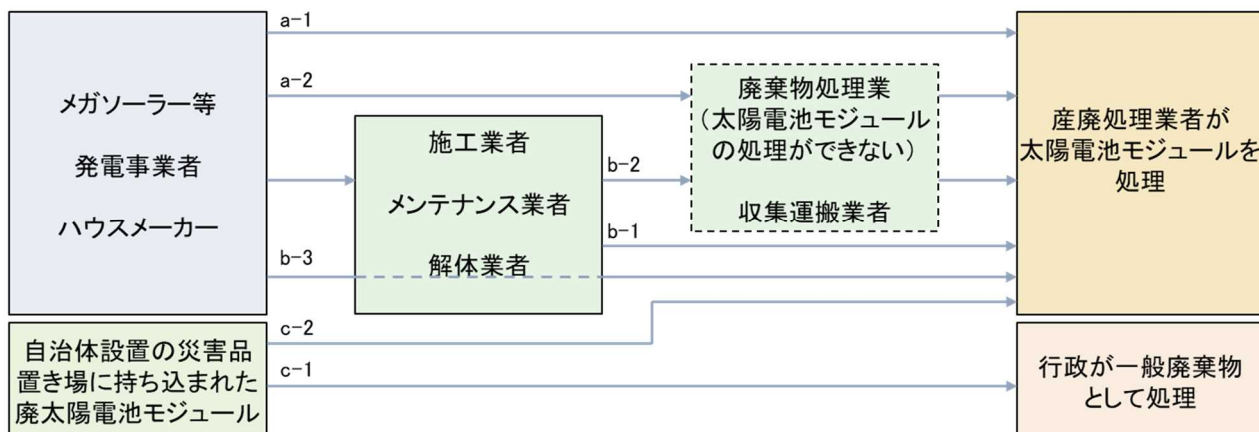 メガソーラー等
発電事業者
ハウスメーカー
a-1
a-2
b-3
施工業者
メンテナンス業者
解体業者
b-2
b-1
廃棄物処理業
（太陽電池モジュール
の処理ができない）
収集運搬業者
産廃処理業者が
太陽電池モジュールを
処理
自治体設置の災害品
置き場に持ち込まれた
廃太陽電池モジュール
c-2
c-1
行政が一般廃棄物
として処理